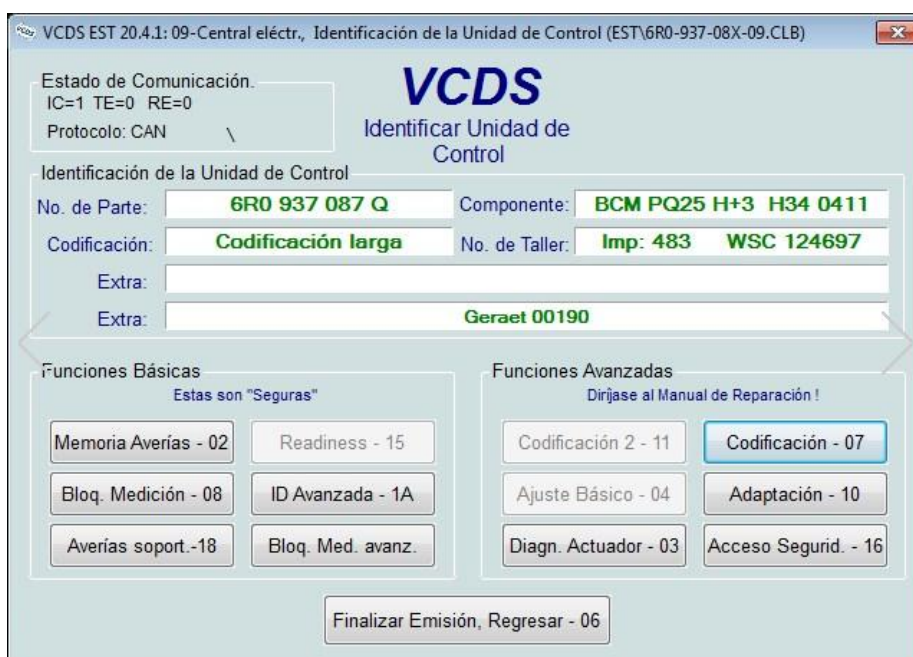 VCDS EST 20.4.1: 09-Central eléctr., Identificación de la Unidad de Control (EST\6R0-937-08X-09.CLB)
Estado de Comunicación.
IC=1 TE=0 RE=0
Protocolo: CAN \
VCDS
Identificar Unidad de
Control
Identificación de la Unidad de Control
No. de Parte: 6R0 937 087 Q Componente: BCM PQ25 H+3 H34 0411
Codificación: Codificación larga No. de Taller: Imp: 483 WSC 124697
Extra:
Extra: Geraet 00190
Funciones Básicas
Estas son "Seguras"
Memoria Averías - 02 Readiness - 15
Bloq. Medición - 08 ID Avanzada - 1A
Averías soport.-18 Bloq. Med. avanz.
Funciones Avanzadas
Dirîjase al Manual de Reparación !
Codificación 2 - 11 Codificación - 07
Ajuste Básico - 04 Adaptación - 10
Diagn. Actuador - 03 Acceso Segurid. - 16
Finalizar Emisión, Regresar - 06